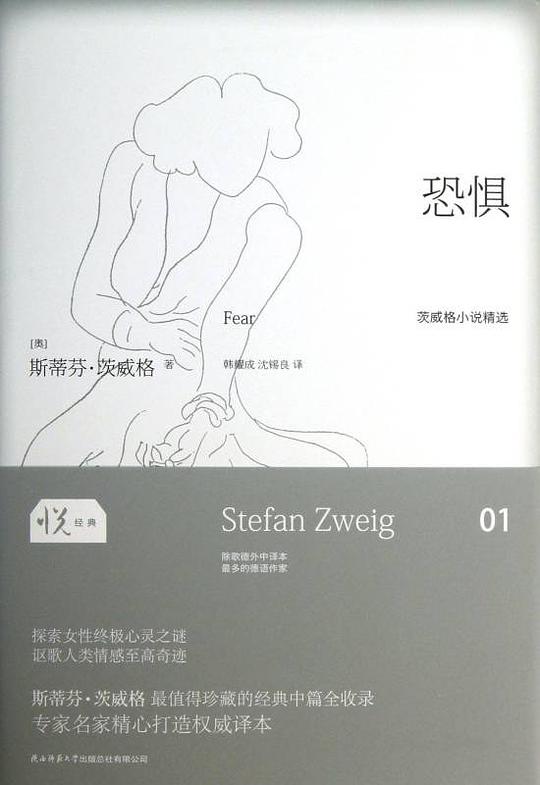 恐惧
Fear
茨威格小说精选
[奥]
斯蒂芬·茨威格 著
韩耀成 沈锡良 译
悦 经典
Stefan Zweig
01
除歌德外中译本
最多的德语作家
探索女性终极心灵之谜
讴歌人类情感至高奇迹
斯蒂芬·茨威格 最值得珍藏的经典中篇全收录
专家名家精心打造权威译本
陕西师范大学出版总社有限公司